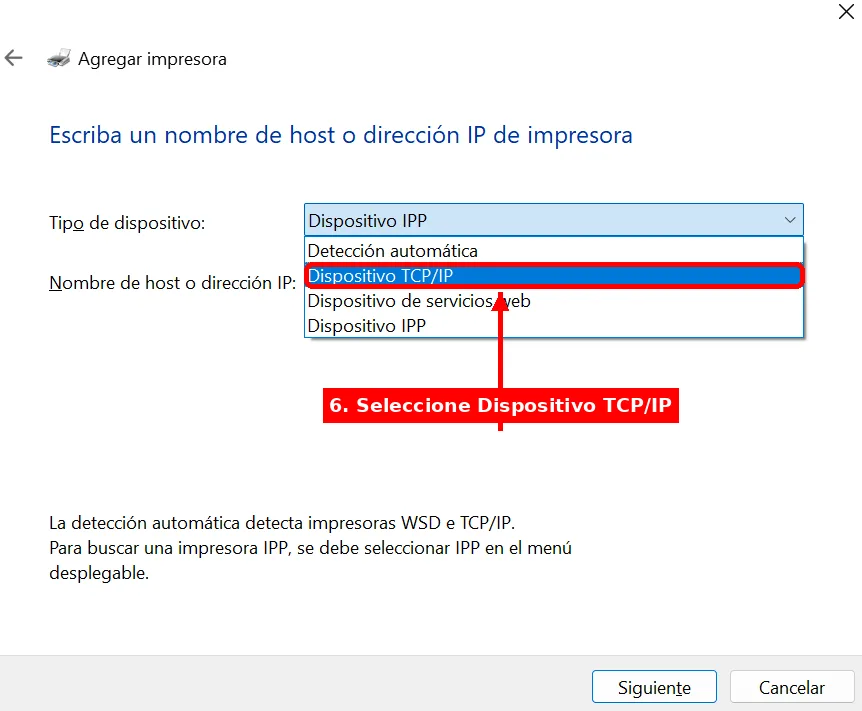 Agregar impresora
Escriba un nombre de host o dirección IP de impresora
Tipo de dispositivo:
Dispositivo IPP
Detección automática
Dispositivo TCP/IP
Nombre de host o dirección IP:
Dispositivo de servicios web
Dispositivo IPP
6. Seleccione Dispositivo TCP/IP
La detección automática detecta impresoras WSD e TCP/IP.
Para buscar una impresora IPP, se debe seleccionar IPP en el menú
desplegable.
Siguiente
Cancelar